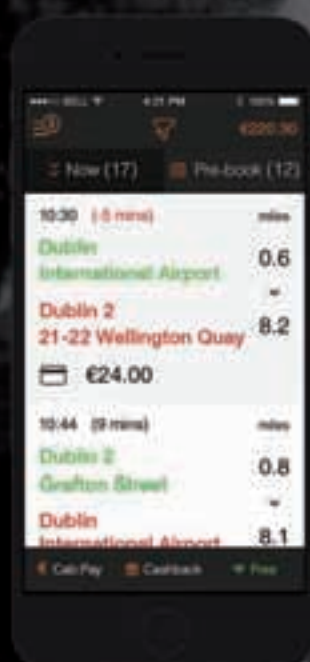 4:21 PM
Now (17) Pre-book (12)
10:30 (-5 mins) miles
Dublin
International Airport 0.6
Dublin 2
21-22 Wellington Quay 8.2
€24.00
10:44 (9 mins) miles
Dublin 2
Grafton Street 0.8
Dublin
International Airport 8.1
Cab Pay Cashback Free